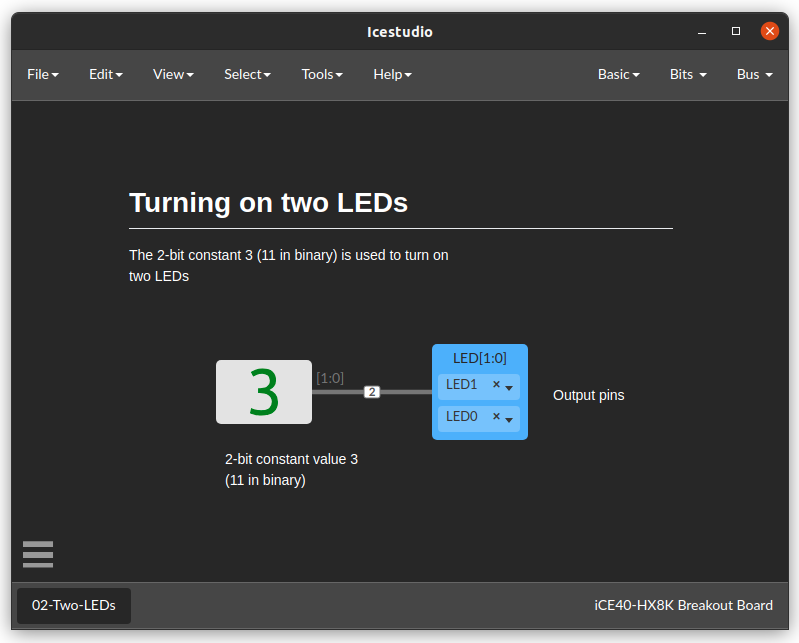 Icestudio
File Edit View Select Tools Help Basic Bits Bus
Turning on two LEDs
The 2-bit constant 3 (11 in binary) is used to turn on
two LEDs
3 [1:0] 2
LED[1:0]
LED1
LED0
Output pins
2-bit constant value 3
(11 in binary)
02-Two-LEDs iCE40-HX8K Breakout Board